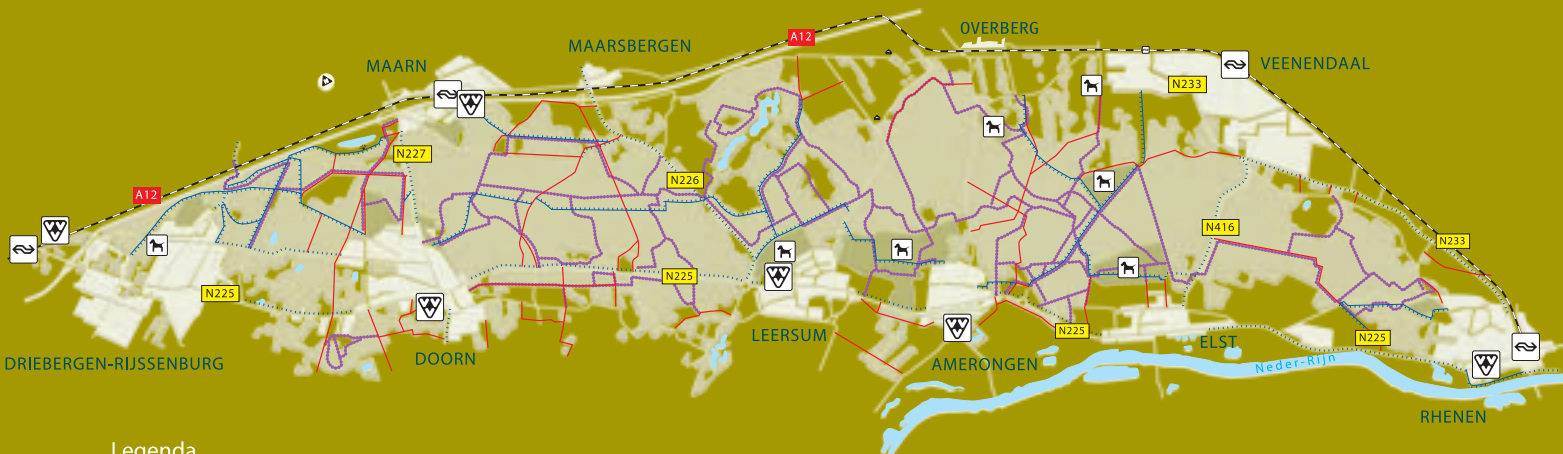 OVERBERG
A12
MAARSBERGEN
VEENENDAAL
MAARN
N233
N227
N226
A12
N416
N233
N225
N225
N225
N225
LEERSUM
ELST
DOORN
DRIEBERGEN-RIJSSENBURG
AMERONGEN
Neder-Rijn
RHENEN
Legenda